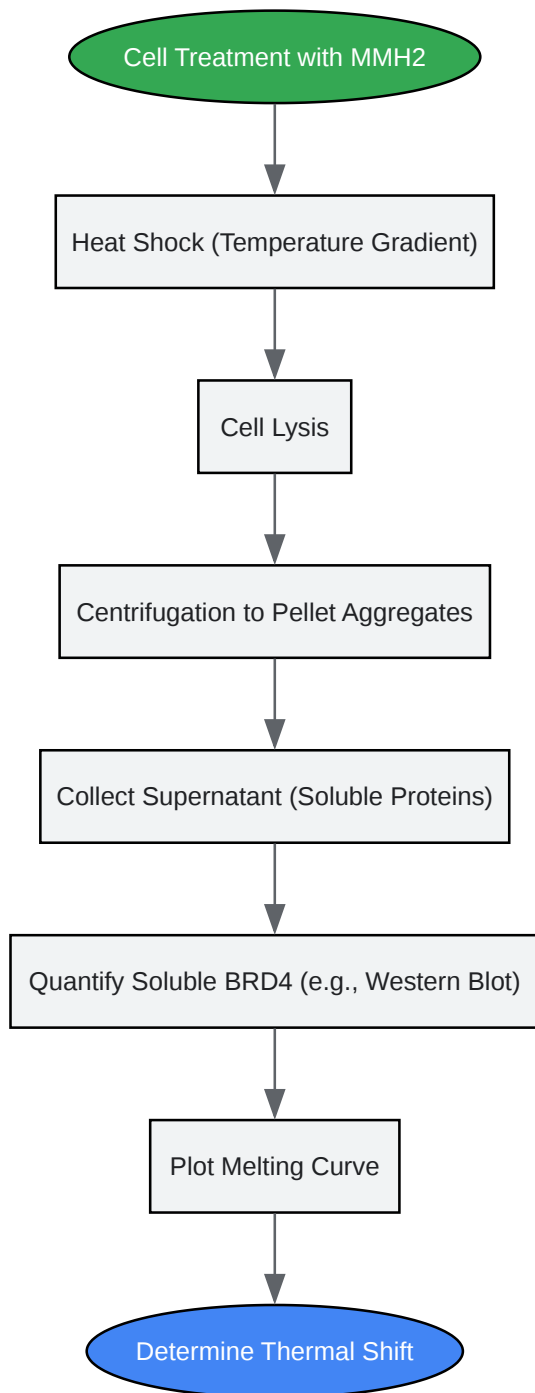 Cell Treatment with MMH2
Heat Shock (Temperature Gradient)
Cell Lysis
Centrifugation to Pellet Aggregates
Collect Supernatant (Soluble Proteins)
Quantify Soluble BRD4 (e.g., Western Blot)
Plot Melting Curve
Determine Thermal Shift